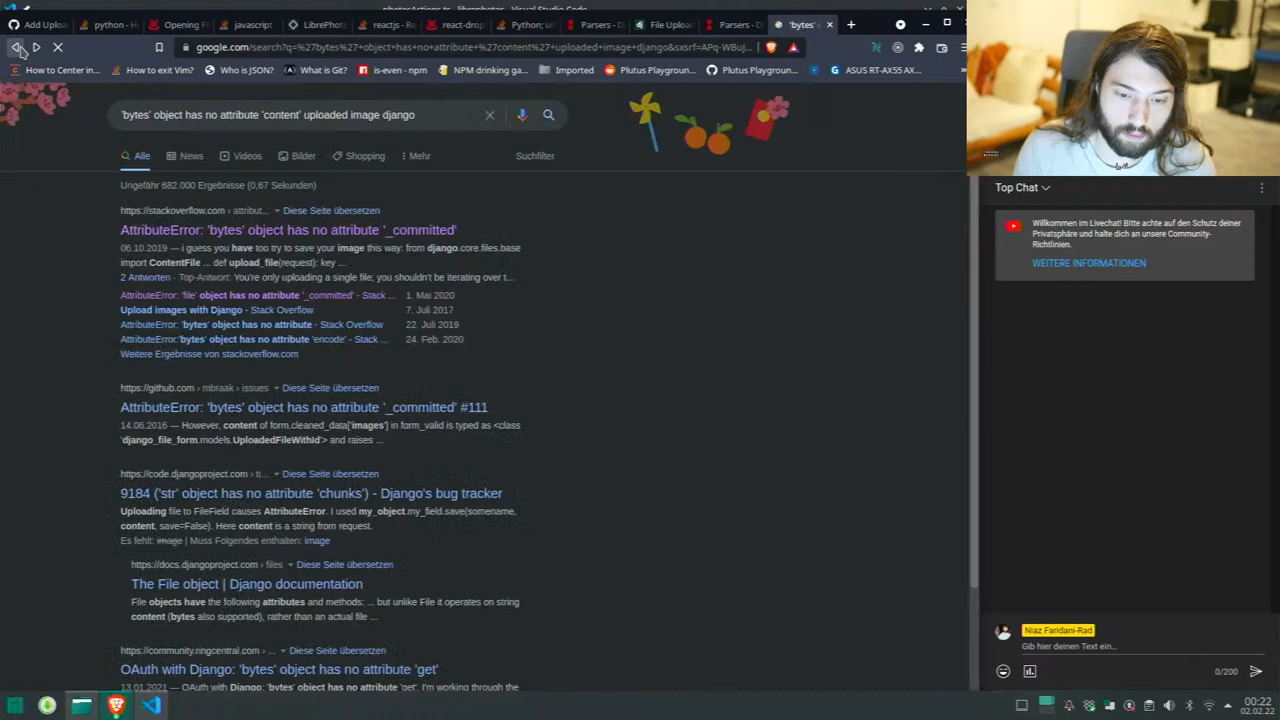 photosActions.ts - librephotos - Visual Studio Code
Add Upload
python - H
Opening Fi
javascript -
LibrePhoto
reactjs - Re
react-drop
Python; url
Parsers - Dj
File Upload
Parsers - D
'bytes' c
google.com/search?q=%27bytes%27+object+has+no+attribute+%27content%27+uploaded+image+django&sxsrf=APq-WBuJ...
How to Center in...
How to exit Vim?
Who is JSON?
What is Git?
is-even - npm
NPM drinking ga...
Imported
Plutus Playgroun...
Plutus Playgroun...
ASUS RT-AX55 AX...
'bytes' object has no attribute 'content' uploaded image django
Alle
News
Videos
Bilder
Shopping
Mehr
Suchfilter
Ungefähr 682.000 Ergebnisse (0,67 Sekunden)
https://stackoverflow.com › attribut... Diese Seite übersetzen
AttributeError: 'bytes' object has no attribute '_committed'
06.10.2019 — i guess you have too try to save your image this way: from django.core.files.base
import ContentFile ... def upload_file(request): key ...
2 Antworten · Top-Antwort: You're only uploading a single file; you shouldn't be iterating over t...
AttributeError: 'file' object has no attribute '_committed' - Stack ... 1. Mai 2020
Upload images with Django - Stack Overflow 7. Juli 2017
AttributeError: 'bytes' object has no attribute - Stack Overflow 22. Juli 2019
AttributeError:'bytes' object has no attribute 'encode' - Stack ... 24. Feb. 2020
Weitere Ergebnisse von stackoverflow.com
https://github.com › mbraak › issues Diese Seite übersetzen
AttributeError: 'bytes' object has no attribute '_committed' #111
14.06.2016 — However, content of form.cleaned_data['images'] in form_valid is typed as <class
'django_file_form.models.UploadedFileWithId'> and raises ...
https://code.djangoproject.com › ti... Diese Seite übersetzen
9184 ('str' object has no attribute 'chunks') - Django's bug tracker
Uploading file to FileField causes AttributeError. I used my_object.my_field.save(somename,
content, save=False). Here content is a string from request.
Es fehlt: image | Muss Folgendes enthalten: image
https://docs.djangoproject.com › files Diese Seite übersetzen
The File object | Django documentation
File objects have the following attributes and methods: ... but unlike File it operates on string
content (bytes also supported), rather than an actual file ...
https://community.ringcentral.com › ... Diese Seite übersetzen
OAuth with Django: 'bytes' object has no attribute 'get'
13.01.2021 — OAuth with Django: 'bytes' object has no attribute 'get'. I'm working through the
Top Chat
Willkommen im Livechat! Bitte achte auf den Schutz deiner
Privatsphäre und halte dich an unsere Community-
Richtlinien.
WEITERE INFORMATIONEN
Niaz Faridani-Rad
Gib hier deinen Text ein...
0/200
00:22
02.02.22